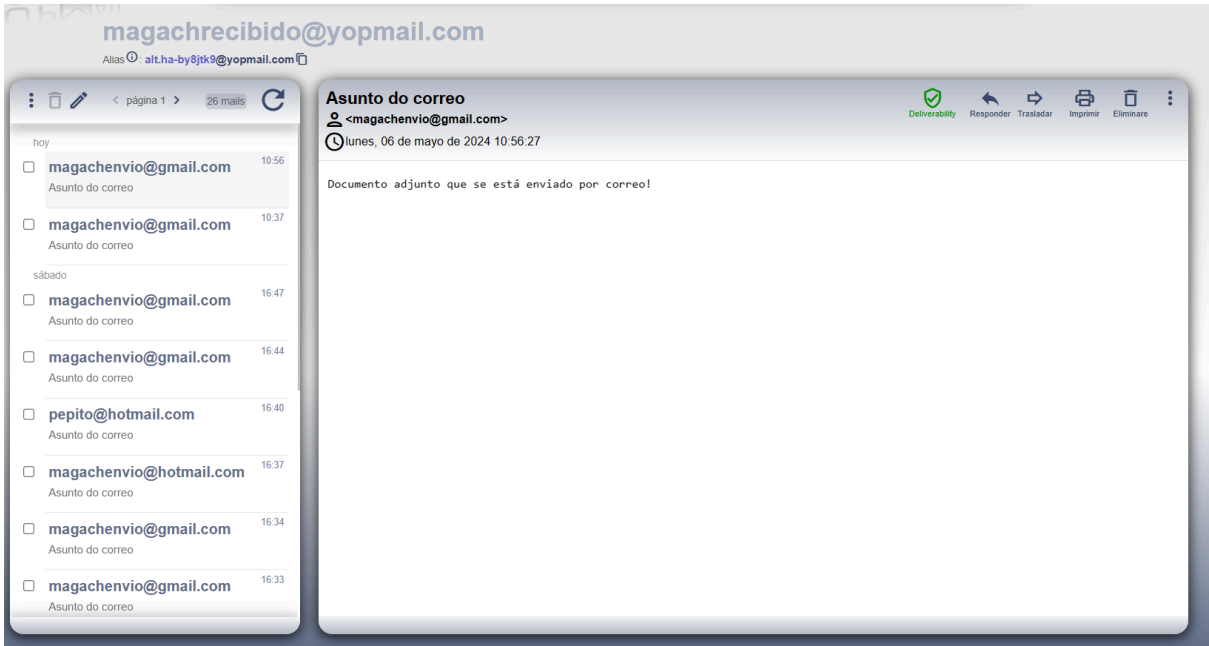 magachrecibido@yopmail.com
Alias : alt.ha-by8jtk9@yopmail.com
página 1
26 mails
hoy
magachenvio@gmail.com 10:56
Asunto do correo
magachenvio@gmail.com 10:37
Asunto do correo
sábado
magachenvio@gmail.com 16:47
Asunto do correo
magachenvio@gmail.com 16:44
Asunto do correo
pepito@hotmail.com 16:40
Asunto do correo
magachenvio@hotmail.com 16:37
Asunto do correo
magachenvio@gmail.com 16:34
Asunto do correo
magachenvio@gmail.com 16:33
Asunto do correo
Asunto do correo
<magachenvio@gmail.com>
lunes, 06 de mayo de 2024 10:56:27
Deliverability Responder Trasladar Imprimir Eliminare
Documento adjunto que se está enviado por correo!